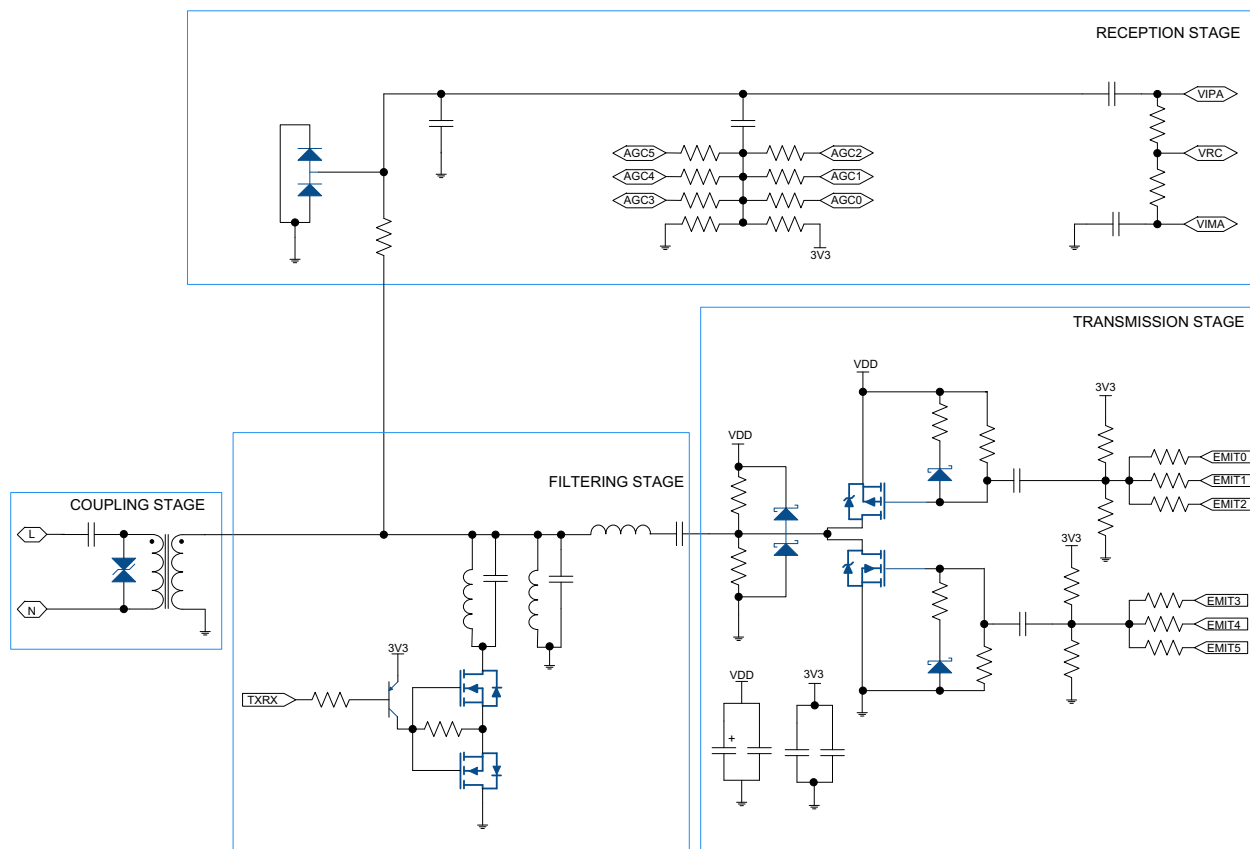 RECEPTION STAGE
VIPA
AGC5
AGC2
VRC
AGC4
AGC1
AGC3
AGC0
VIMA
3V3
TRANSMISSION STAGE
VDD
3V3
VDD
EMIT0
FILTERING STAGE
EMIT1
COUPLING STAGE
EMIT2
L
3V3
N
EMIT3
EMIT4
3V3
EMIT5
VDD
3V3
TXRX
+